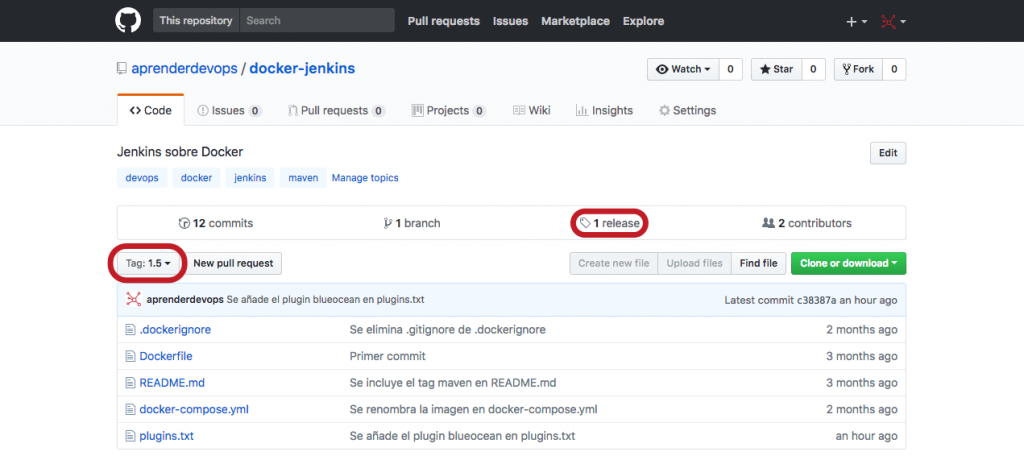 This repository Search Pull requests Issues Marketplace Explore
aprenderdevops / docker-jenkins Watch 0 Star 0 Fork 0
Code Issues 0 Pull requests 0 Projects 0 Wiki Insights Settings
Jenkins sobre Docker Edit
devops docker jenkins maven Manage topics
12 commits 1 branch 1 release 2 contributors
Tag: 1.5 New pull request Create new file Upload files Find file Clone or download
aprenderdevops Se añade el plugin blueocean en plugins.txt Latest commit c38387a an hour ago
.dockerignore Se elimina .gitignore de .dockerignore 2 months ago
Dockerfile Primer commit 3 months ago
README.md Se incluye el tag maven en README.md 3 months ago
docker-compose.yml Se renombra la imagen en docker-compose.yml 2 months ago
plugins.txt Se añade el plugin blueocean en plugins.txt an hour ago